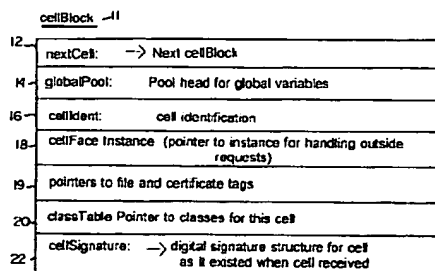 cellBlock 11
12 nextCell: -> Next cellBlock
14 globalPool: Pool head for global variables
16 cellIdent: cell identification
18 cellFace Instance (pointer to instance for handling outside
requests)
19 pointers to file and certificate tags
20 classTable Pointer to classes for this cell
22 cellSignature: -> digital signature structure for cell
as it existed when cell received